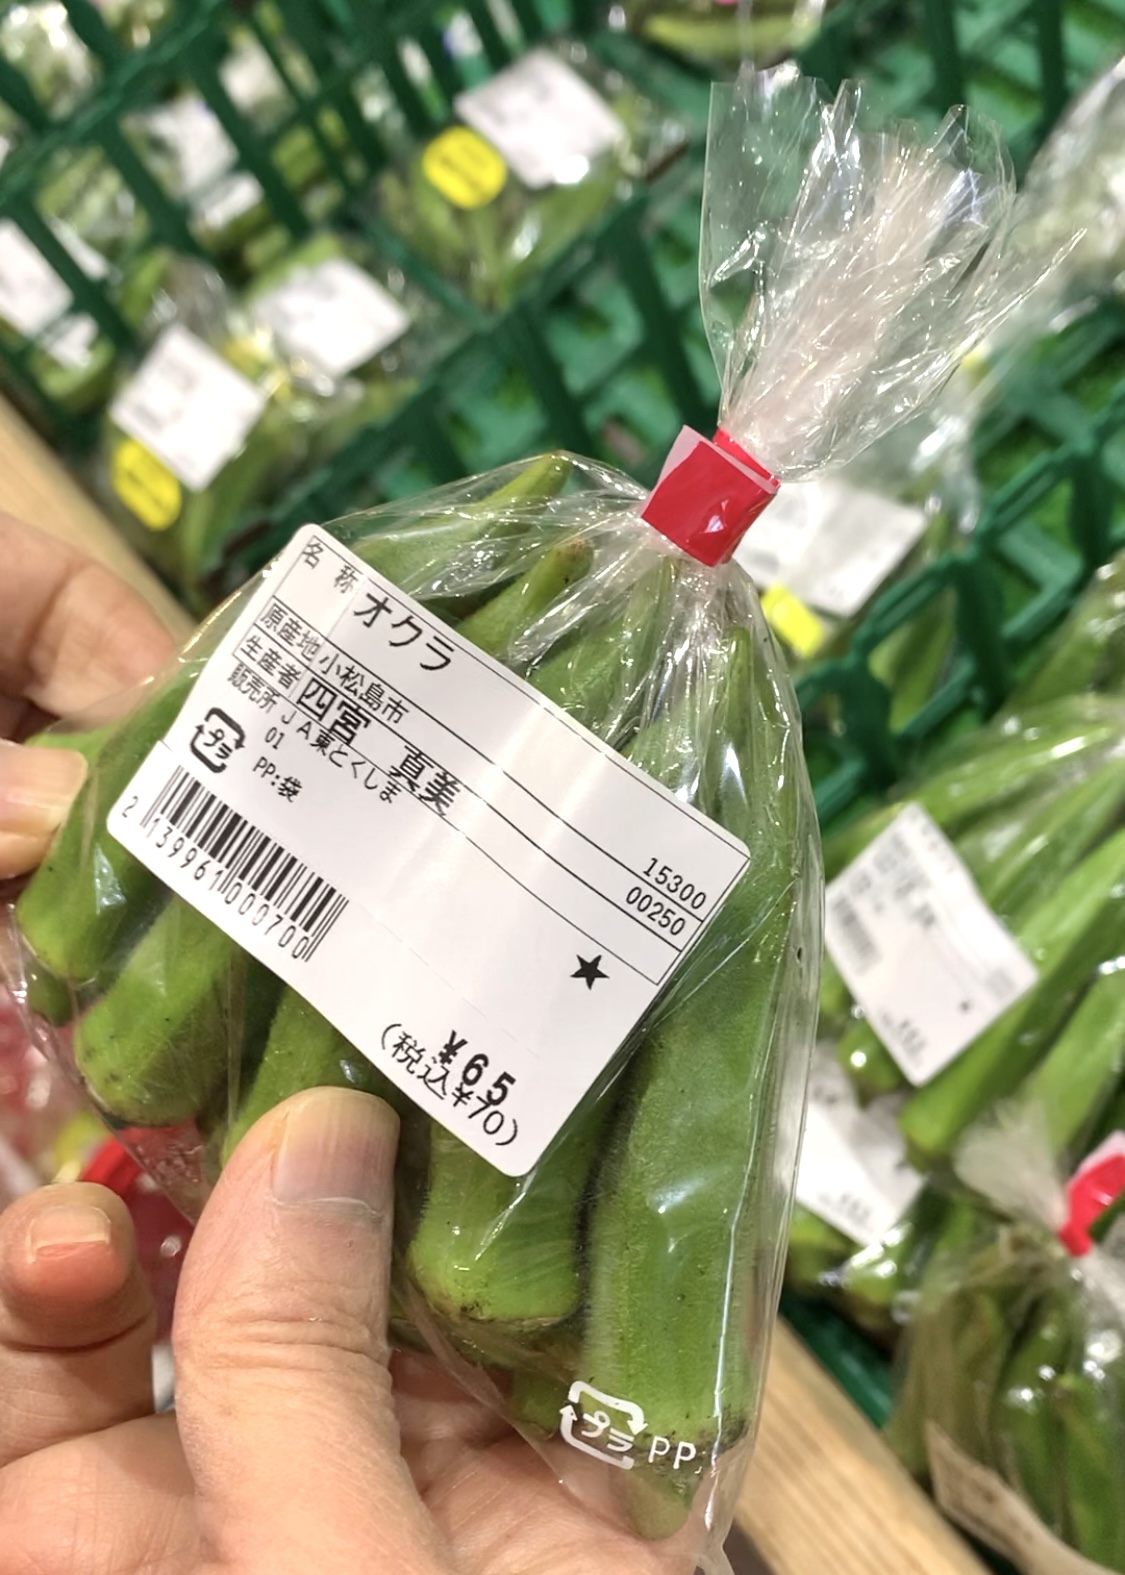 名 称 オクラ
原産地 小松島市 15300
生産者 四宮 真美 00250
販売所 JA東とくしま
01
PP:袋
プラ
2 139961 000700
★
¥65
(税込¥70)
プラ PP